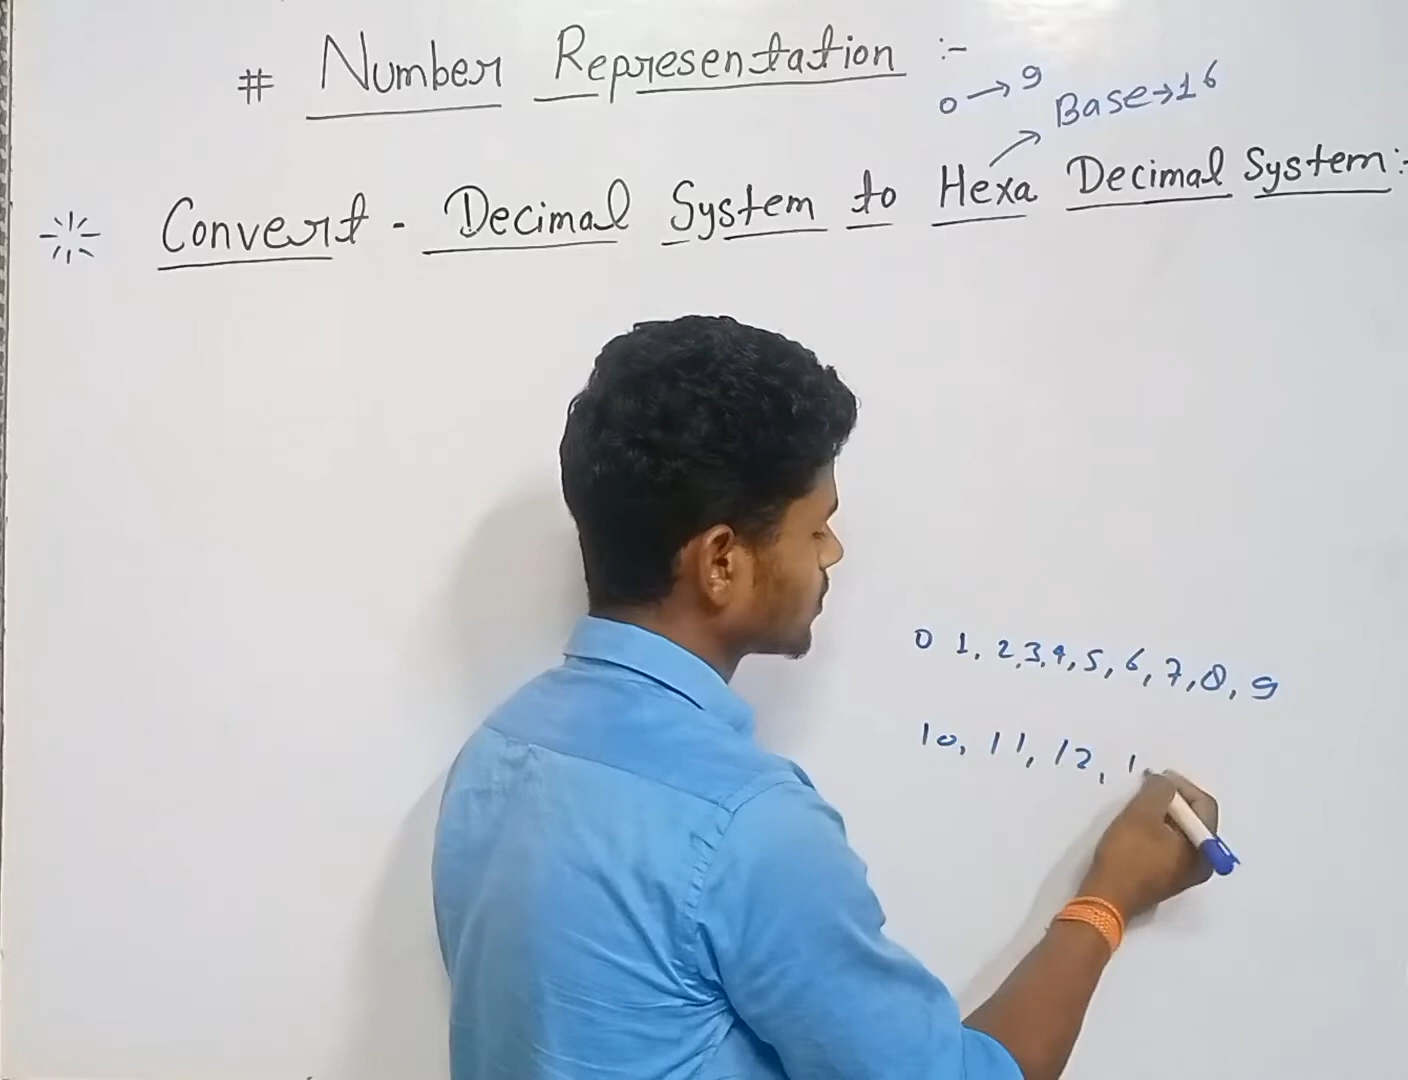 # Number Representation :-
0 → 9
Base → 16
Convert - Decimal System to Hexa Decimal System :-
0 1, 2, 3, 4, 5, 6, 7, 8, 9
10, 11, 12, 1